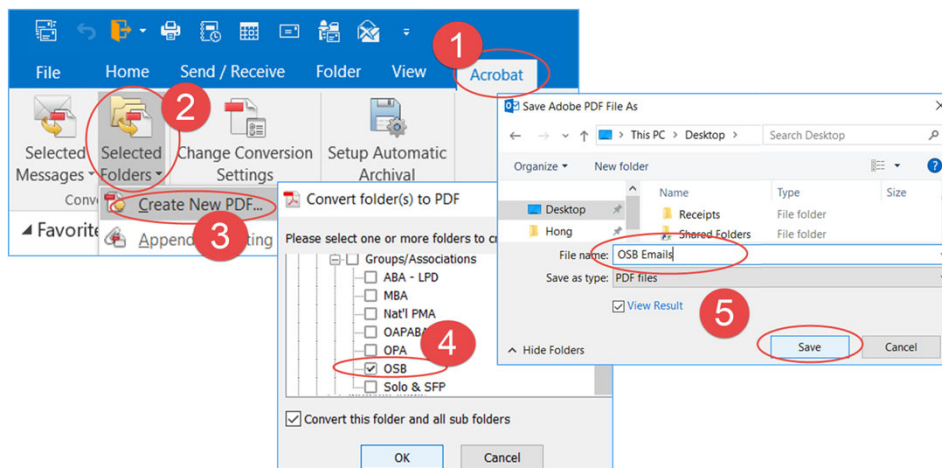 File Home Send / Receive Folder View Acrobat
1
2
Selected Messages
Selected Folders
Change Conversion Settings
Setup Automatic Archival
Create New PDF...
3
Favorite
Append
ting
Convert folder(s) to PDF
Please select one or more folders to
Groups/Associations
ABA - LPD
MBA
Nat'l PMA
OAPABA
OPA
4
OSB
Solo & SFP
Convert this folder and all sub folders
OK Cancel
Save Adobe PDF File As
This PC > Desktop > Search Desktop
Organize New folder
Name Type Size
Desktop
Receipts File folder
Hong
Shared Folders File folder
File name: OSB Emails
Save as type: PDF files
View Result
5
Hide Folders
Save Cancel